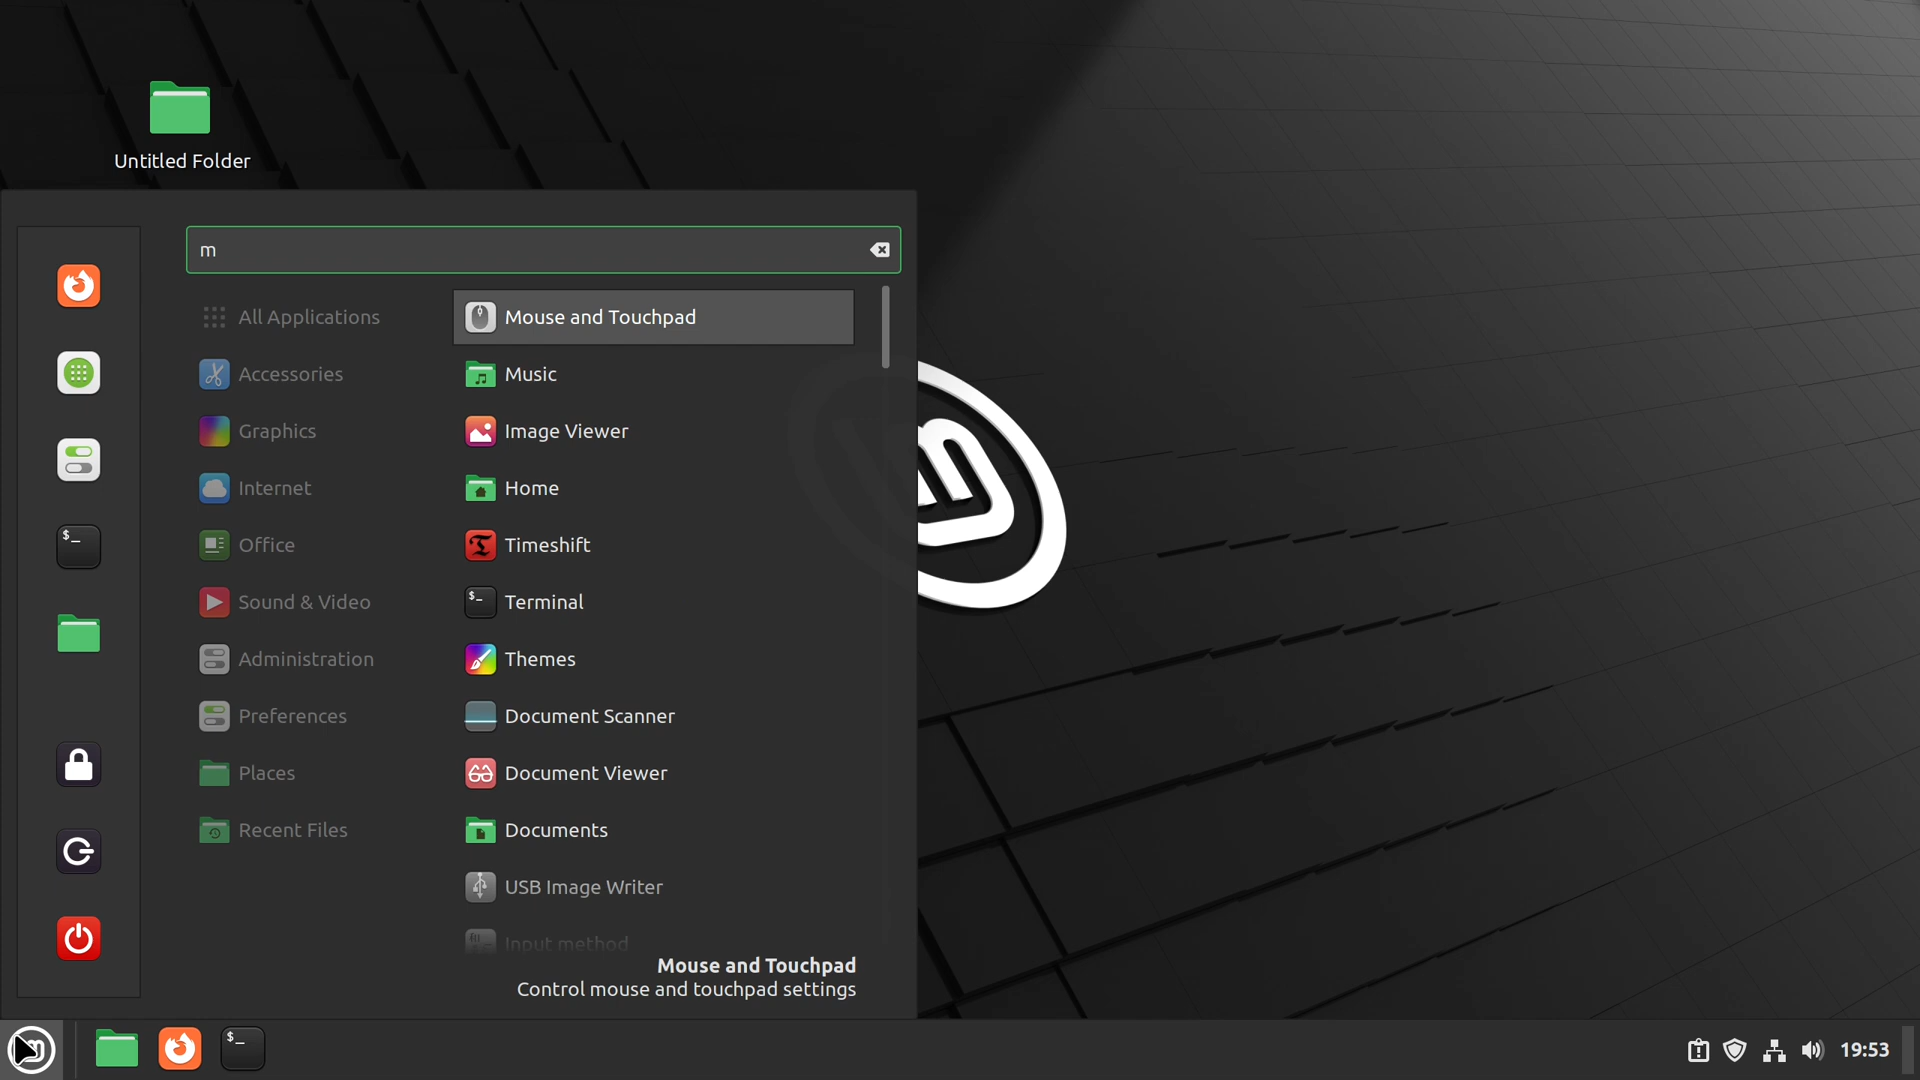 Untitled Folder
m
All Applications
Accessories
Graphics
Internet
Office
Sound & Video
Administration
Preferences
Places
Recent Files
Mouse and Touchpad
Music
Image Viewer
Home
Timeshift
$_ Terminal
Themes
Document Scanner
Document Viewer
Documents
USB Image Writer
Input method
Mouse and Touchpad
Control mouse and touchpad settings
$_
$_
19:53